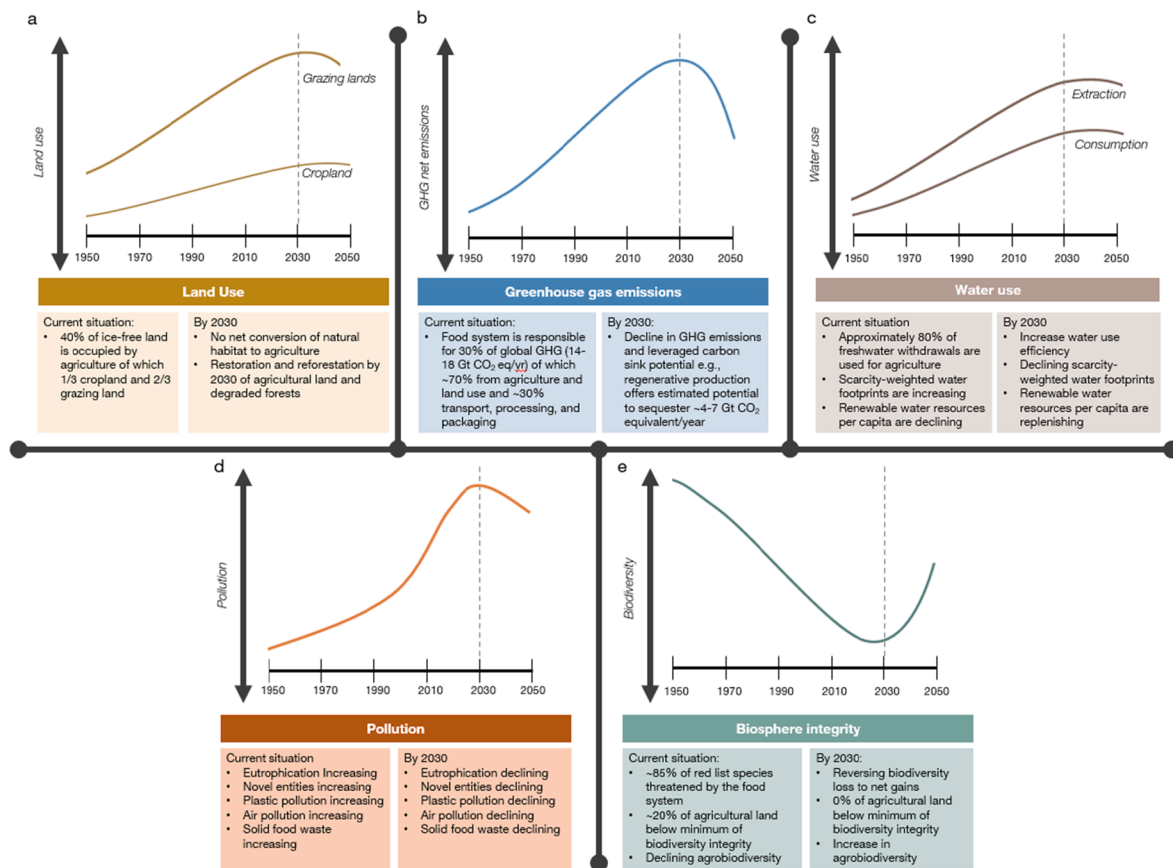 a
Land use
Grazing lands
Cropland
1950 1970 1990 2010 2030 2050
Land Use
Current situation:
• 40% of ice-free land
is occupied by
agriculture of which
1/3 cropland and 2/3
grazing land
By 2030
• No net conversion of natural
habitat to agriculture
• Restoration and reforestation by
2030 of agricultural land and
degraded forests
b
GHG net emissions
1950 1970 1990 2010 2030 2050
Greenhouse gas emissions
Current situation:
• Food system is responsible
for 30% of global GHG (14-
18 Gt CO₂ eq/yr) of which
~70% from agriculture and
land use and ~30%
transport, processing, and
packaging
By 2030:
• Decline in GHG emissions
and leveraged carbon
sink potential e.g.,
regenerative production
offers estimated potential
to sequester ~4-7 Gt CO₂
equivalent/year
c
Water use
Extraction
Consumption
1950 1970 1990 2010 2030 2050
Water use
Current situation
• Approximately 80% of
freshwater withdrawals are
used for agriculture
• Scarcity-weighted water
footprints are increasing
• Renewable water resources
per capita are declining
By 2030
• Increase water use
efficiency
• Declining scarcity-
weighted water footprints
• Renewable water
resources per capita are
replenishing
d
Pollution
1950 1970 1990 2010 2030 2050
Pollution
Current situation
• Eutrophication Increasing
• Novel entities increasing
• Plastic pollution increasing
• Air pollution increasing
• Solid food waste
increasing
By 2030
• Eutrophication declining
• Novel entities declining
• Plastic pollution declining
• Air pollution declining
• Solid food waste declining
e
Biodiversity
1950 1970 1990 2010 2030 2050
Biosphere integrity
Current situation:
• ~85% of red list species
threatened by the food
system
• ~20% of agricultural land
below minimum of
biodiversity integrity
• Declining agrobiodiversity
By 2030:
• Reversing biodiversity
loss to net gains
• 0% of agricultural land
below minimum of
biodiversity integrity
• Increase in
agrobiodiversity